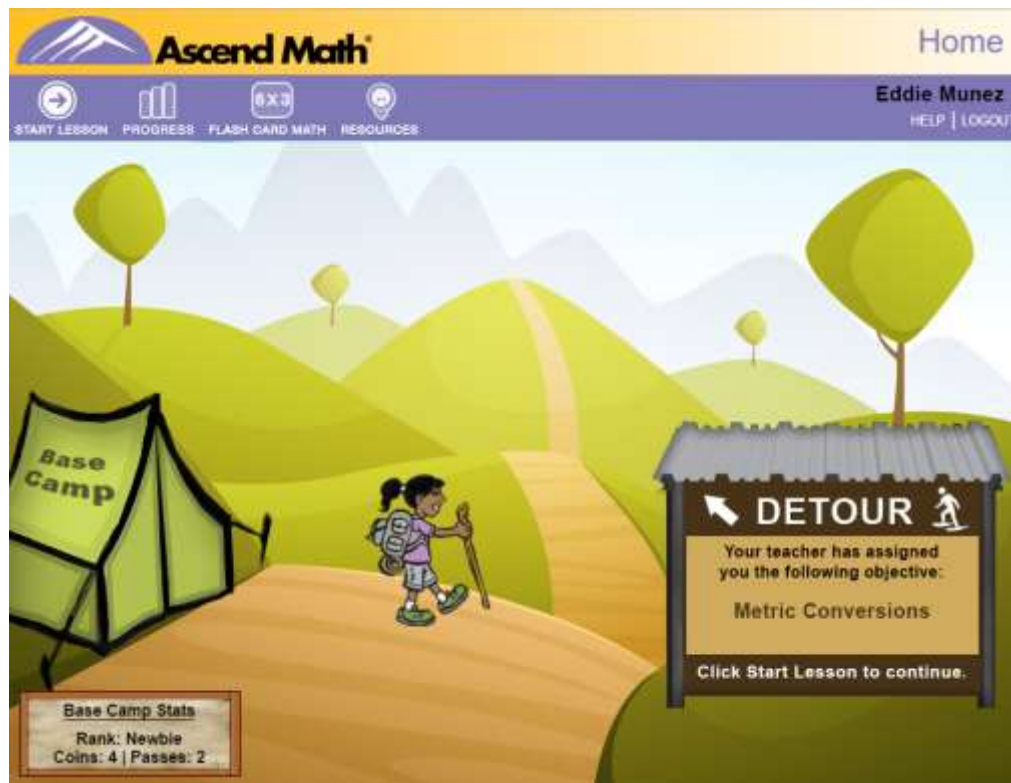 Ascend Math
Home
6X3
START LESSON PROGRESS FLASH CARD MATH RESOURCES
Eddie Munez
HELP | LOGOUT
Base
Camp
DETOUR
Your teacher has assigned
you the following objective:
Metric Conversions
Click Start Lesson to continue.
Base Camp Stats
Rank: Newbie
Coins: 4 | Passes: 2